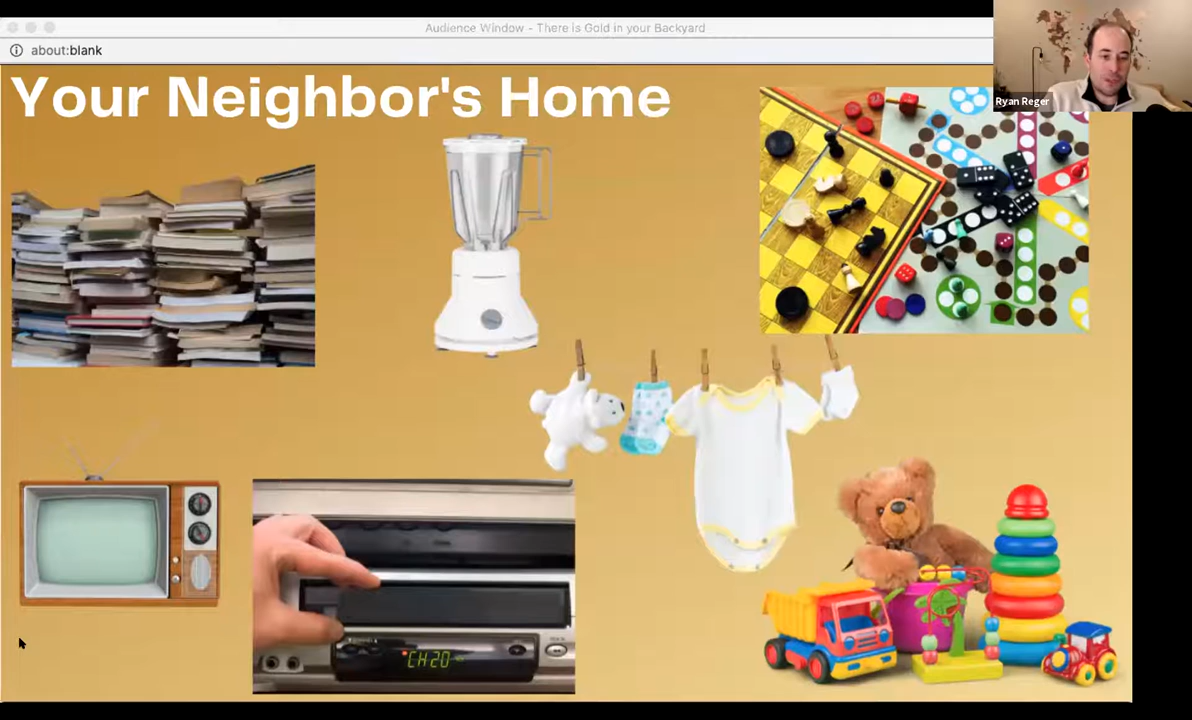 Audience Window - There is Gold in your Backyard
about:blank
Your Neighbor's Home
Ryan Reger
CH 20